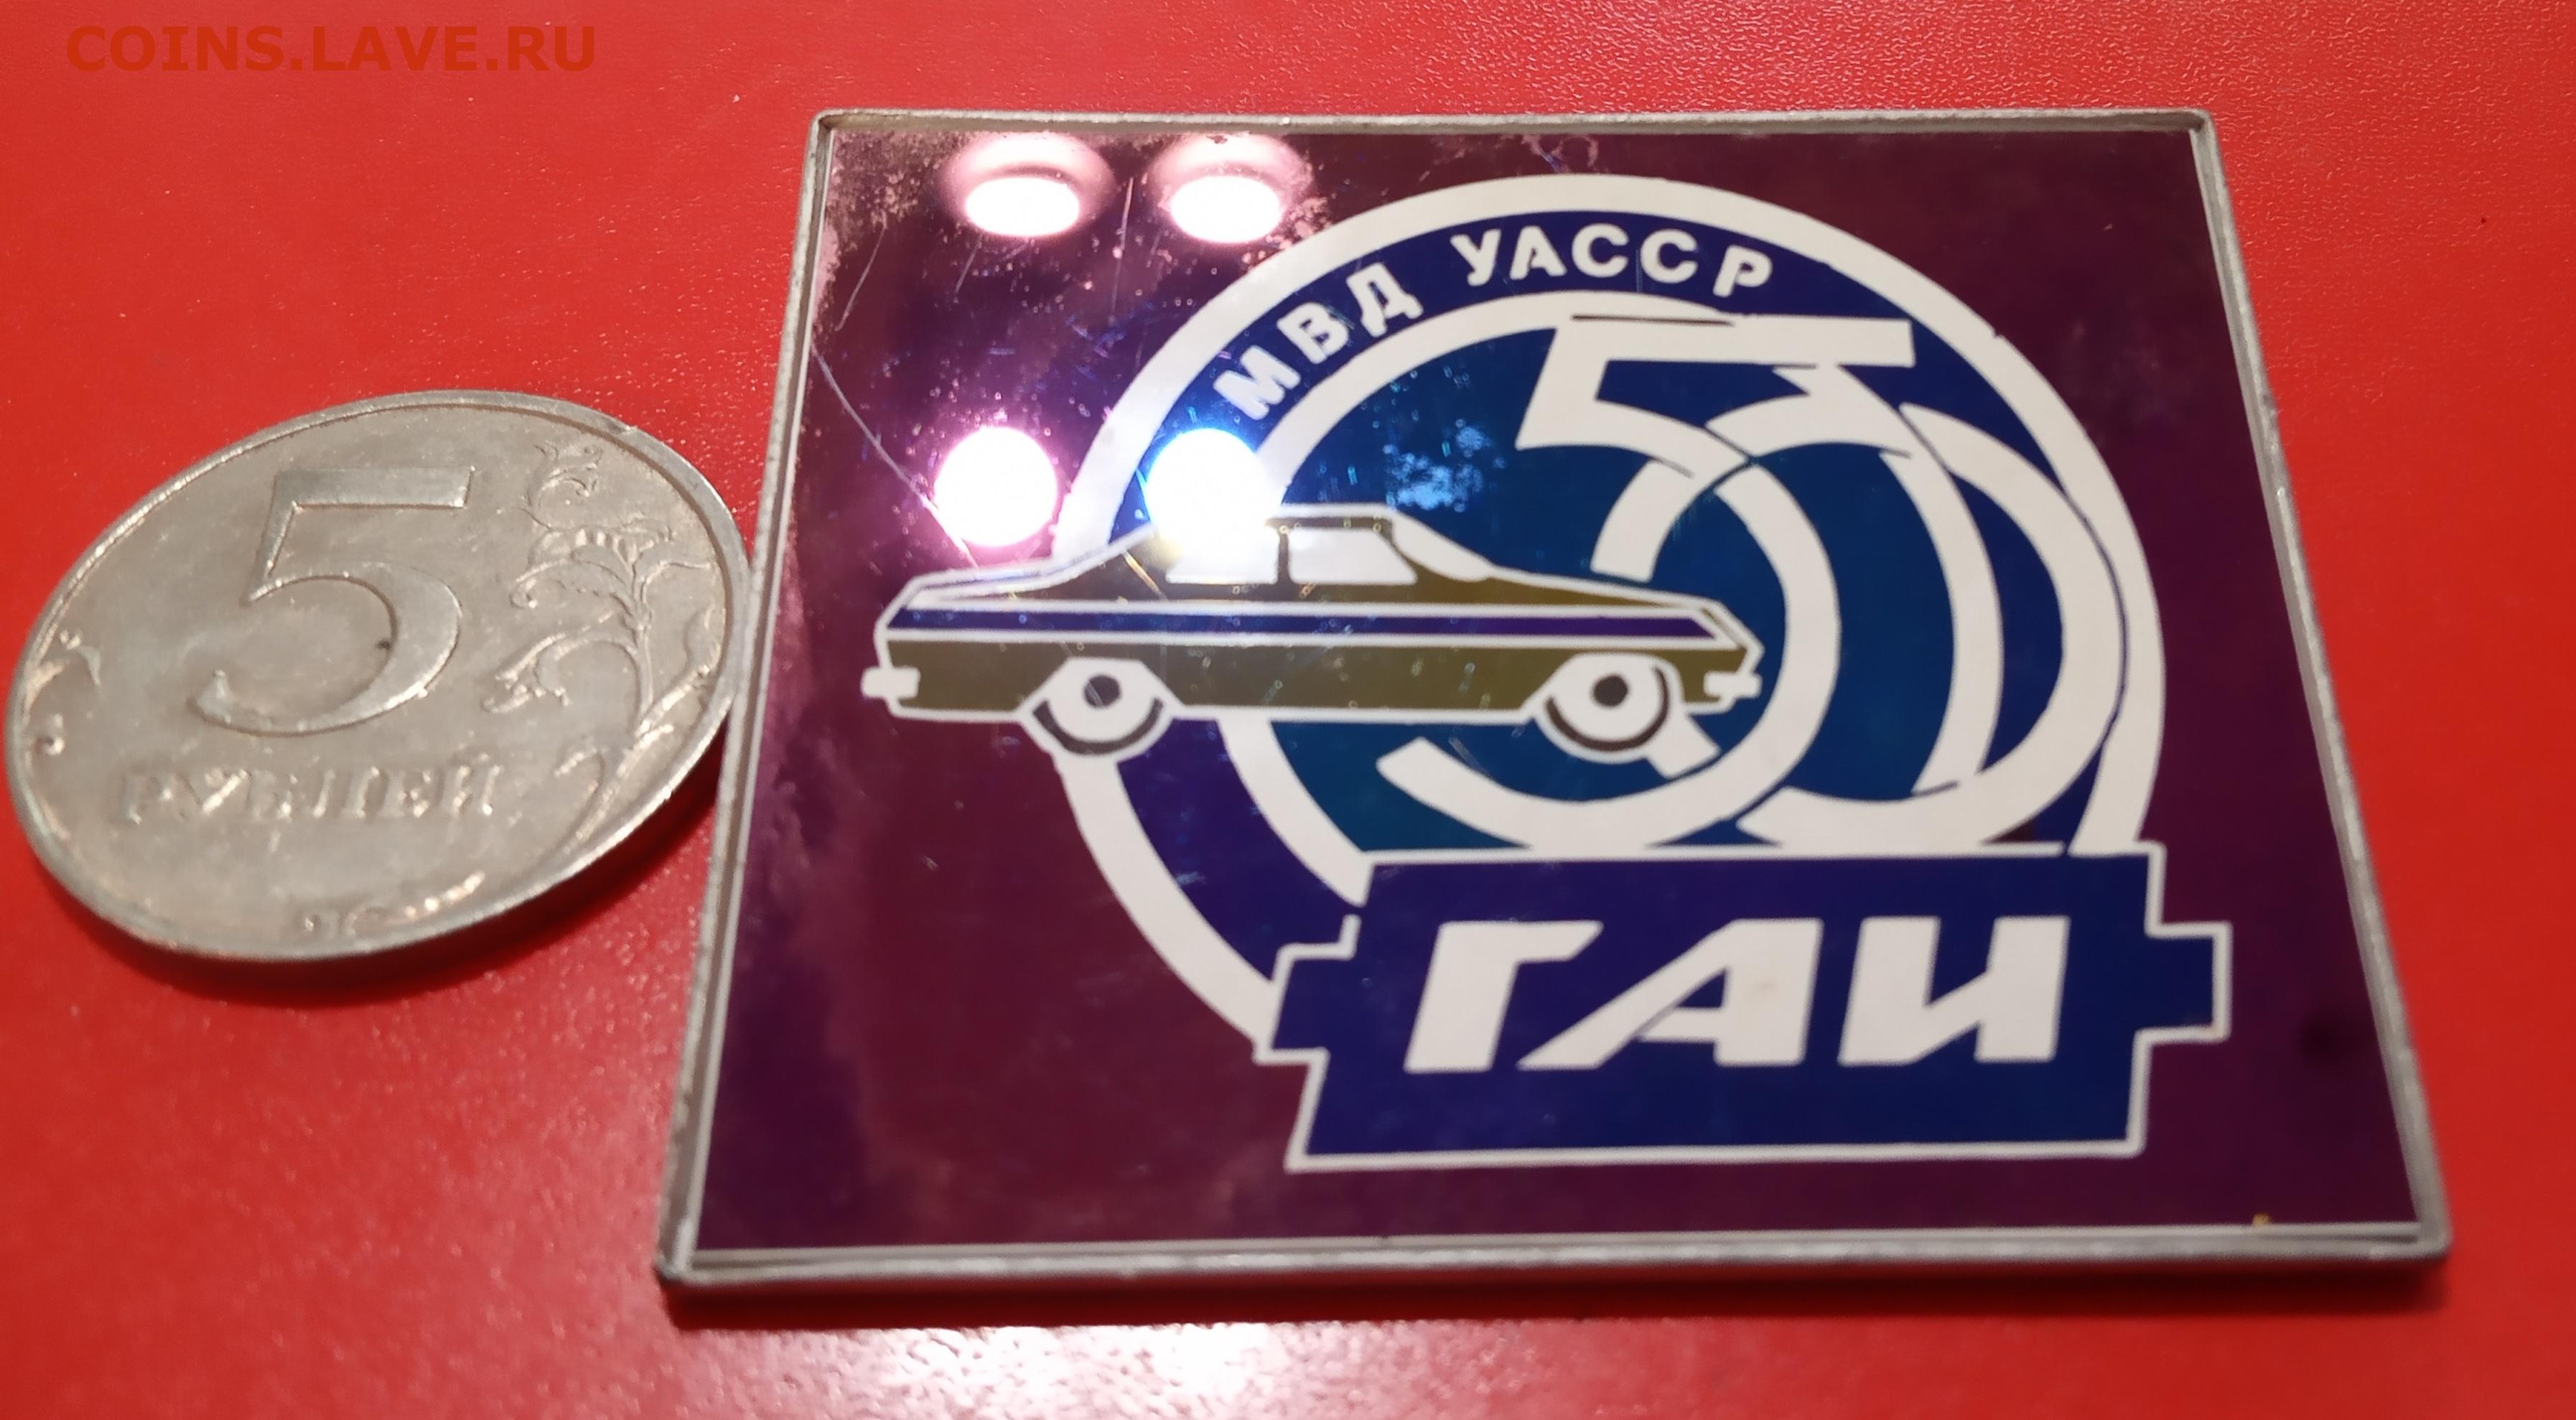 COINS.LAVE.RU
МВД УАССР
50
ГАИ
5
РУБЛЕЙ